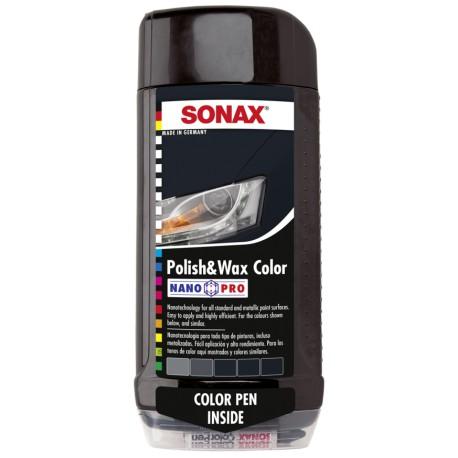 SONAX®
MADE IN GERMANY
Polish&Wax Color
NANO PRO
Nanotechnology for all standard and metallic paint surfaces.
Easy to apply and highly efficient. For the colours shown
below, and similar.
Nanotecnología para todo tipo de pinturas, incluso
metalizadas. Fácil aplicación y alto rendimiento. Para los
tonos de color aquí mostrados y colores similares.
COLOR PEN
INSIDE
SONAX